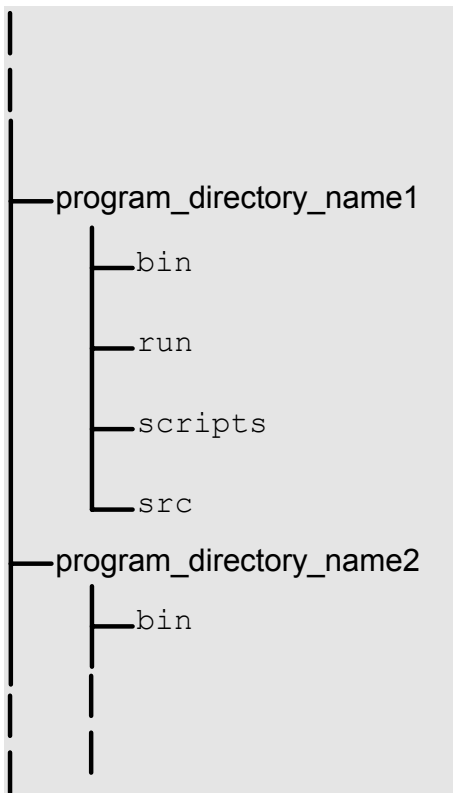 program_directory_name1
bin
run
scripts
src
program_directory_name2
bin